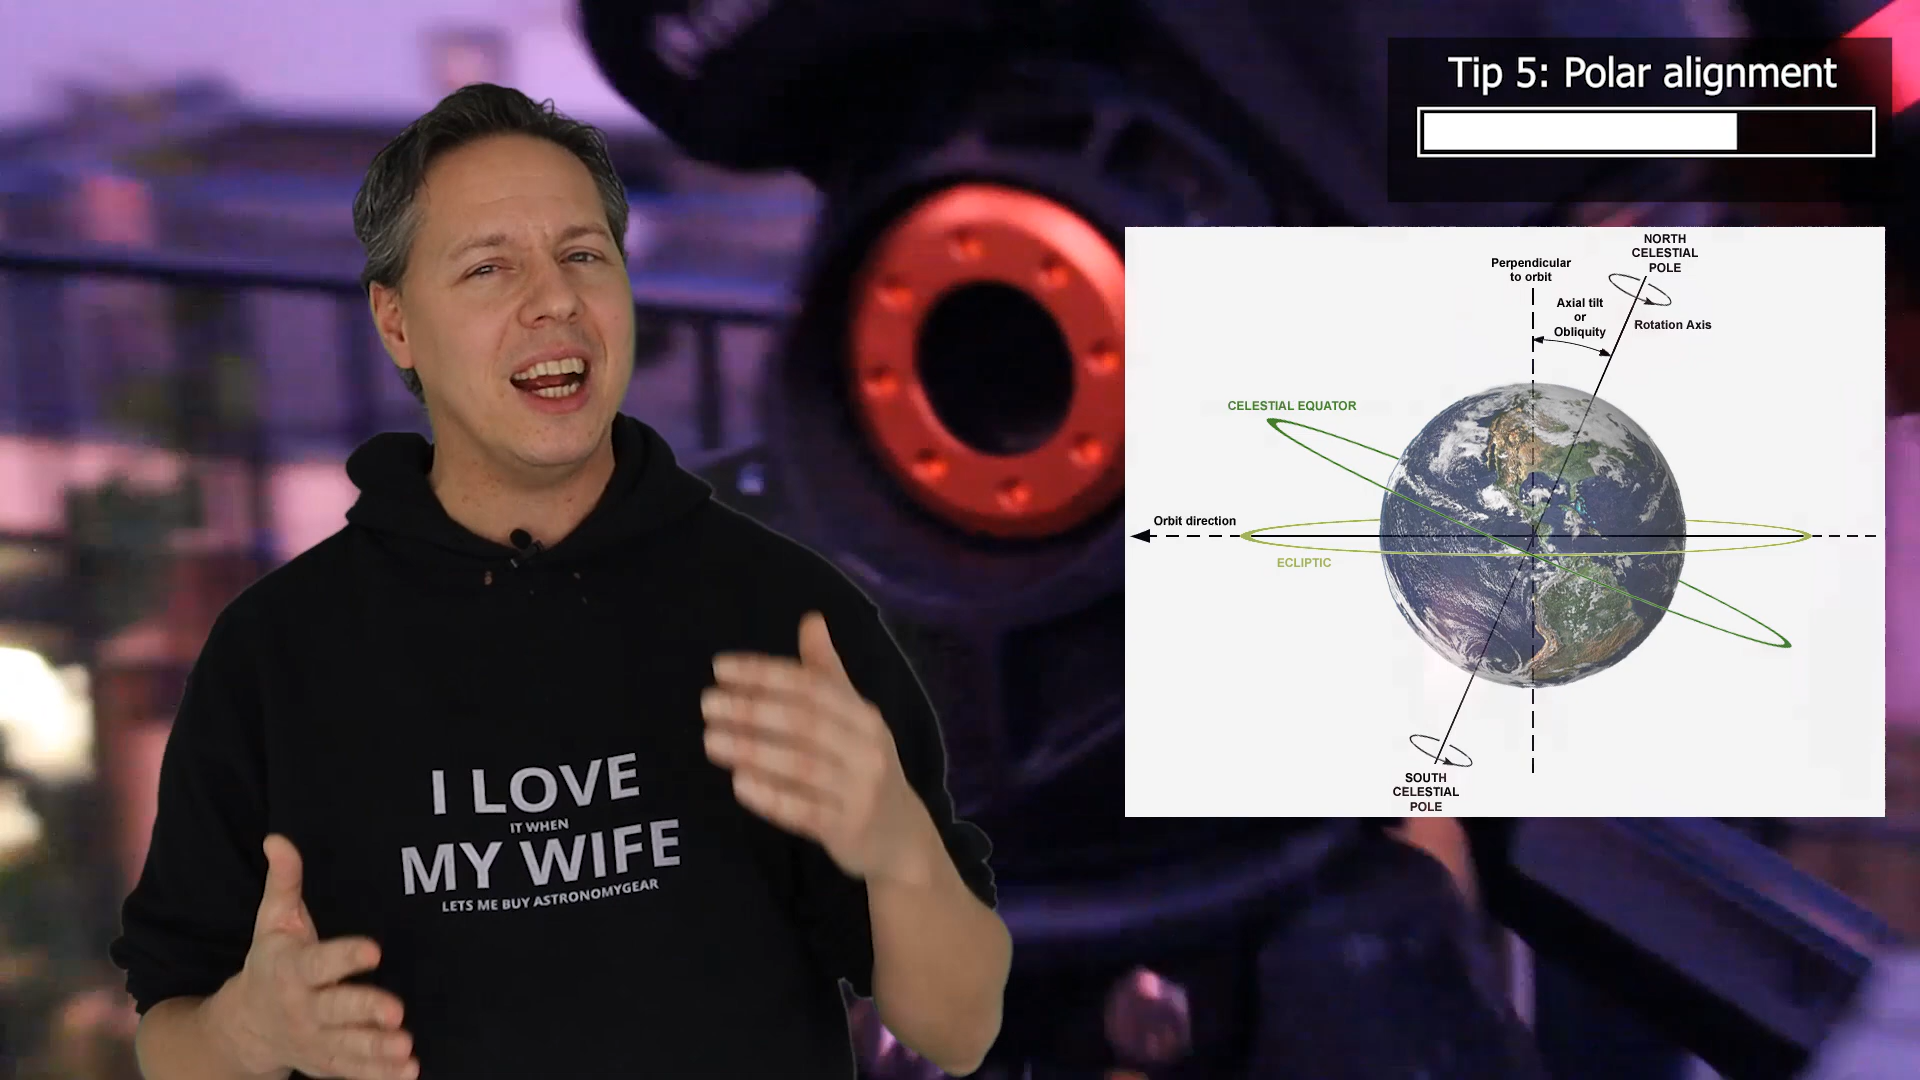 Tip 5: Polar alignment
NORTH
CELESTIAL
POLE
Perpendicular
to orbit
Axial tilt
or
Obliquity
Rotation Axis
CELESTIAL EQUATOR
Orbit direction
ECLIPTIC
SOUTH
CELESTIAL
POLE
I LOVE
IT WHEN
MY WIFE
LETS ME BUY ASTRONOMYGEAR